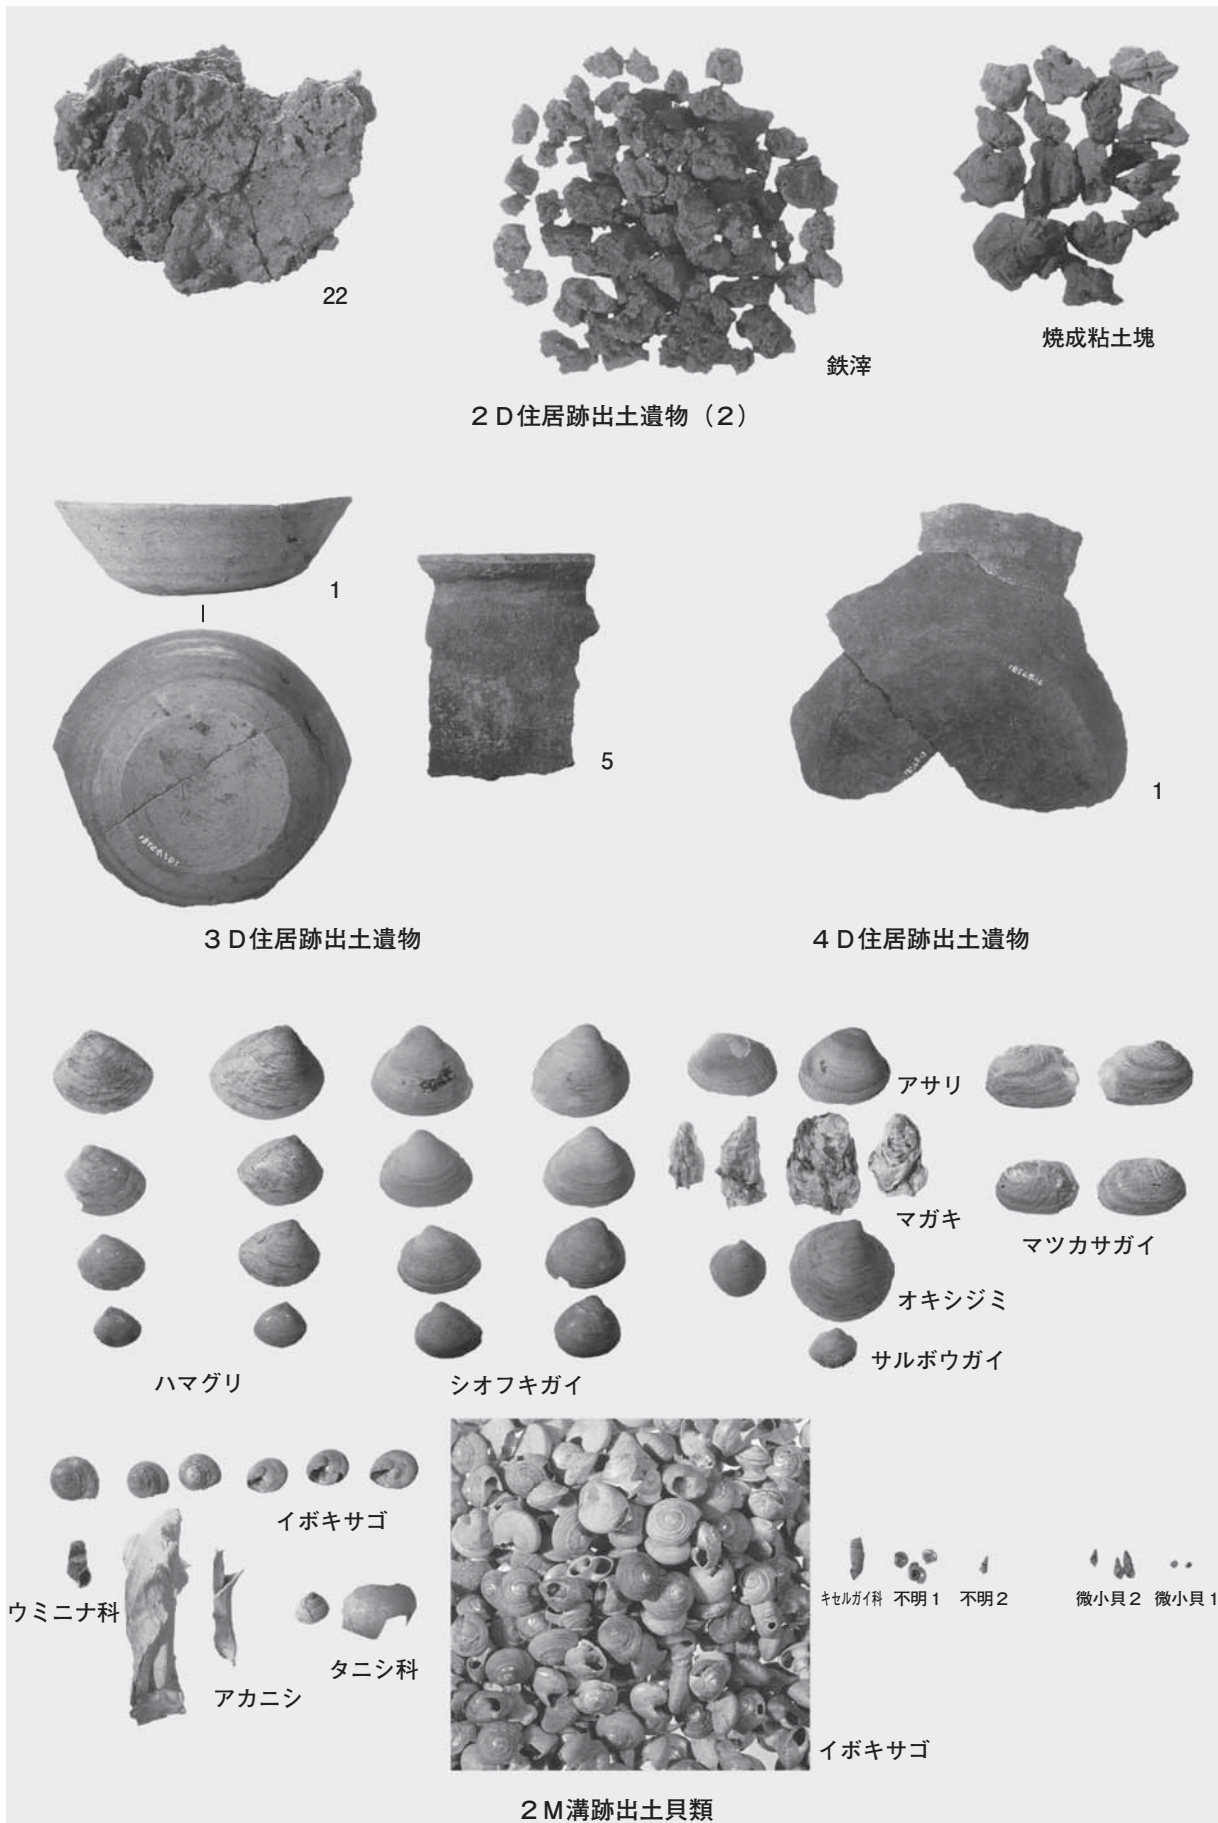 22
鉄滓
焼成粘土塊
２Ｄ住居跡出土遺物（２）
1
5
1
３Ｄ住居跡出土遺物
４Ｄ住居跡出土遺物
アサリ
マガキ
マツカサガイ
オキシジミ
サルボウガイ
ハマグリ
シオフキガイ
イボキサゴ
ウミニナ科
アカニシ
タニシ科
キセルガイ科
不明１
不明２
微小貝２
微小貝１
イボキサゴ
２Ｍ溝跡出土貝類